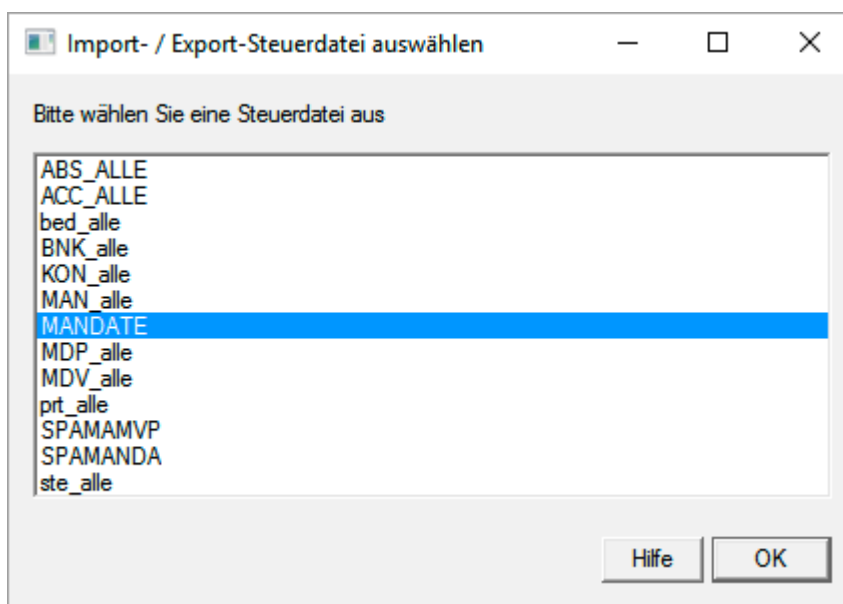 Import- / Export-Steuerdatei auswählen
Bitte wählen Sie eine Steuerdatei aus
ABS_ALLE
ACC_ALLE
bed_alle
BNK_alle
KON_alle
MAN_alle
MANDATE
MDP_alle
MDV_alle
prt_alle
SPAMAMVP
SPAMANDA
ste_alle
Hilfe
OK